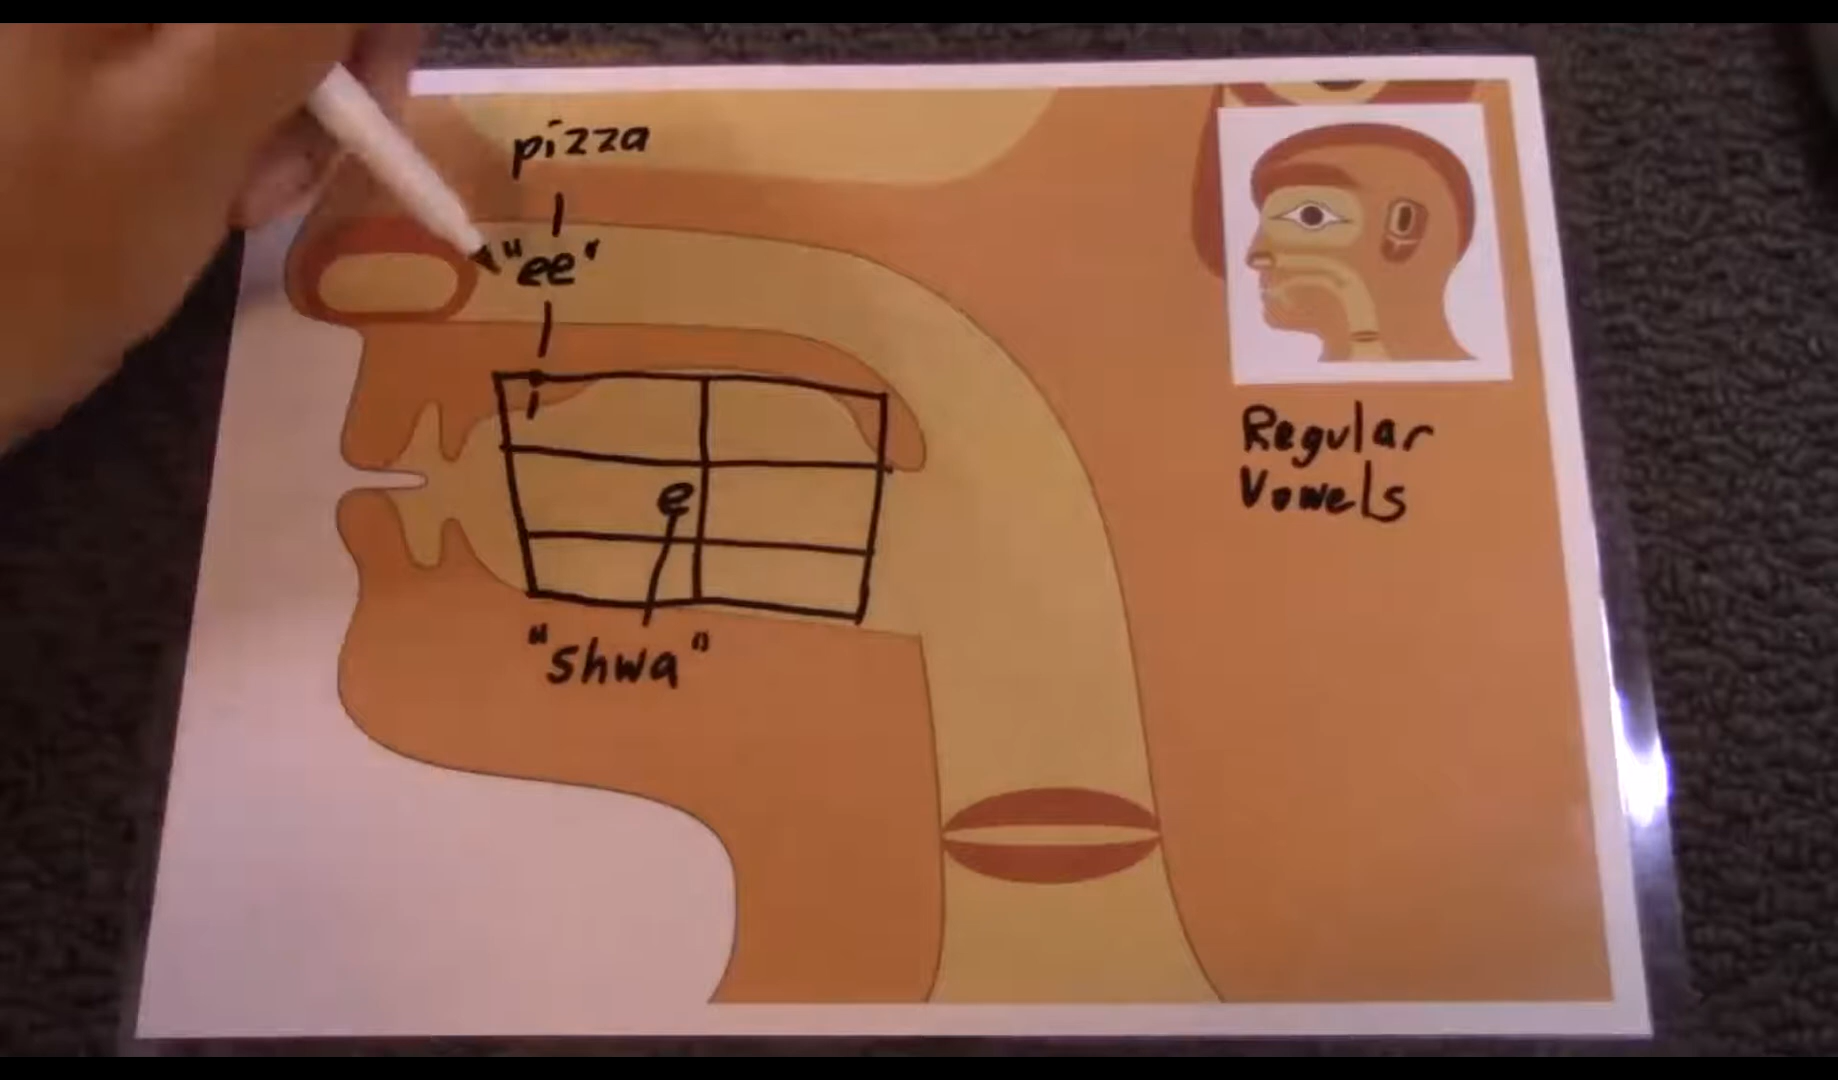 pizza
"ee"
i
e
"shwa"
Regular
Vowels